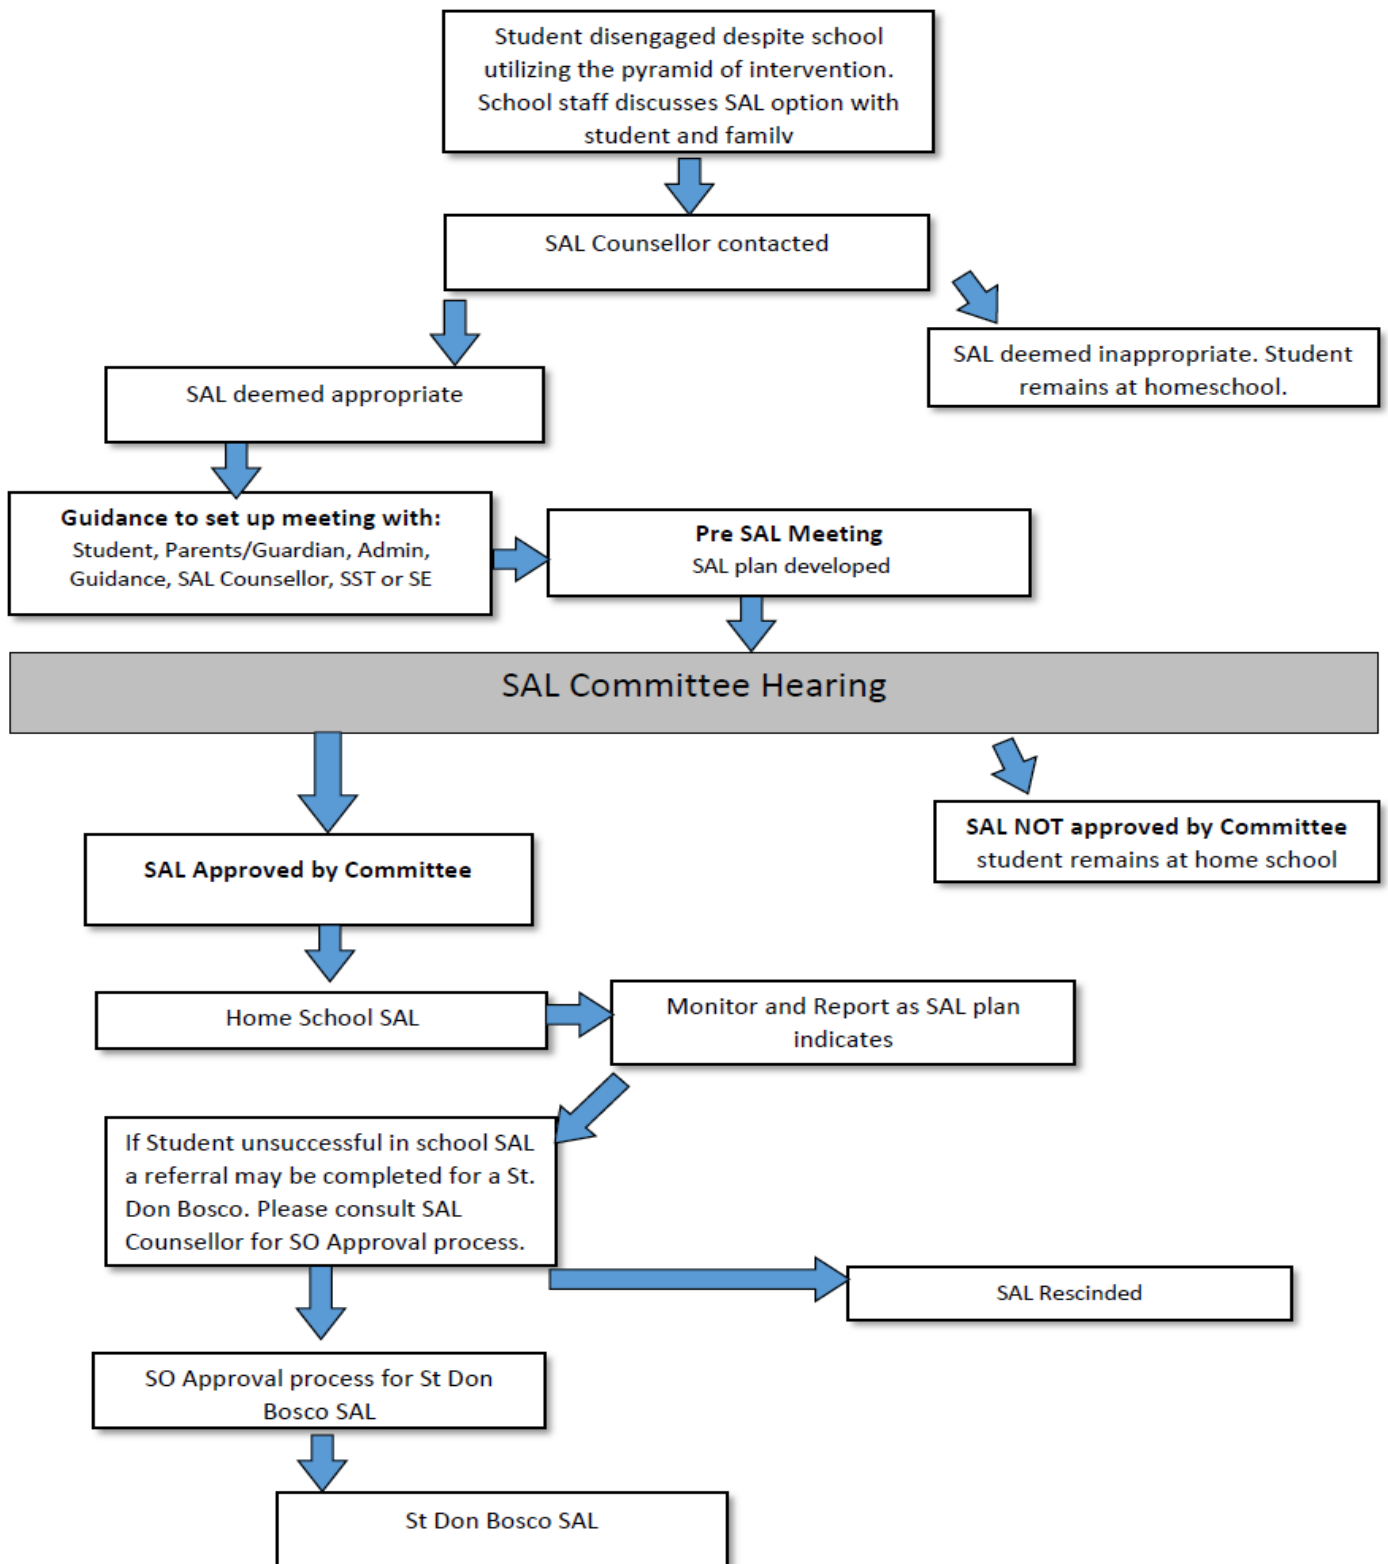 Student disengaged despite school
utilizing the pyramid of intervention.
School staff discusses SAL option with
student and family
SAL Counsellor contacted
SAL deemed inappropriate. Student
remains at homeschool.
SAL deemed appropriate
Guidance to set up meeting with:
Student, Parents/Guardian, Admin,
Guidance, SAL Counsellor, SST or SE
Pre SAL Meeting
SAL plan developed
SAL Committee Hearing
SAL NOT approved by Committee
student remains at home school
SAL Approved by Committee
Home School SAL
Monitor and Report as SAL plan
indicates
If Student unsuccessful in school SAL
a referral may be completed for a St.
Don Bosco. Please consult SAL
Counsellor for SO Approval process.
SAL Rescinded
SO Approval process for St Don
Bosco SAL
St Don Bosco SAL